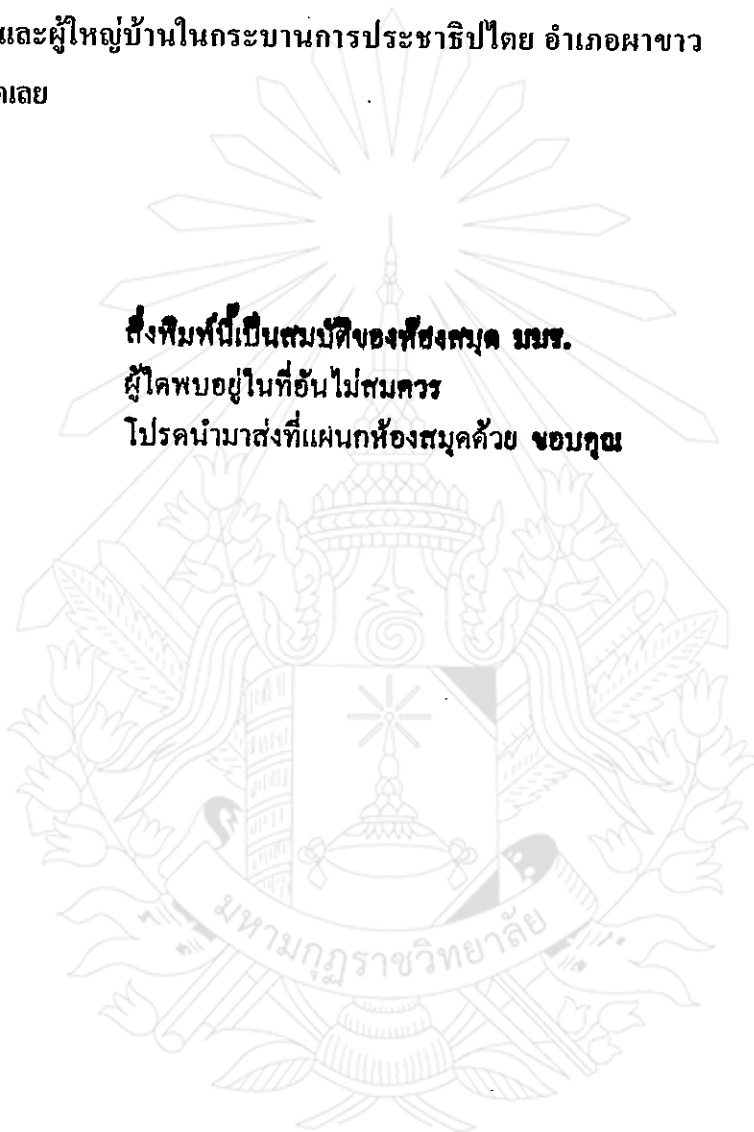 และผู้ใหญ่บ้านในกระบานการประชาธิปไตย อำเภอผาขาว
เลย
สิ่งพิมพ์นี้เป็นสมบัติของห้องสมุด มมร.
ผู้ใดพบอยู่ในที่อันไม่สมควร
โปรดนำมาส่งที่แผนกห้องสมุดด้วย ขอบคุณ
มหามกุฏราชวิทยาลัย